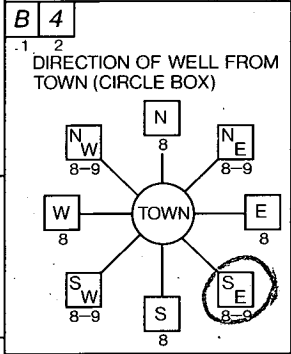 B 4
1 2
DIRECTION OF WELL FROM
TOWN (CIRCLE BOX)
N
8
N W
8-9
N E
8-9
W
8
TOWN
E
8
S W
8-9
S
8
S E
8-9